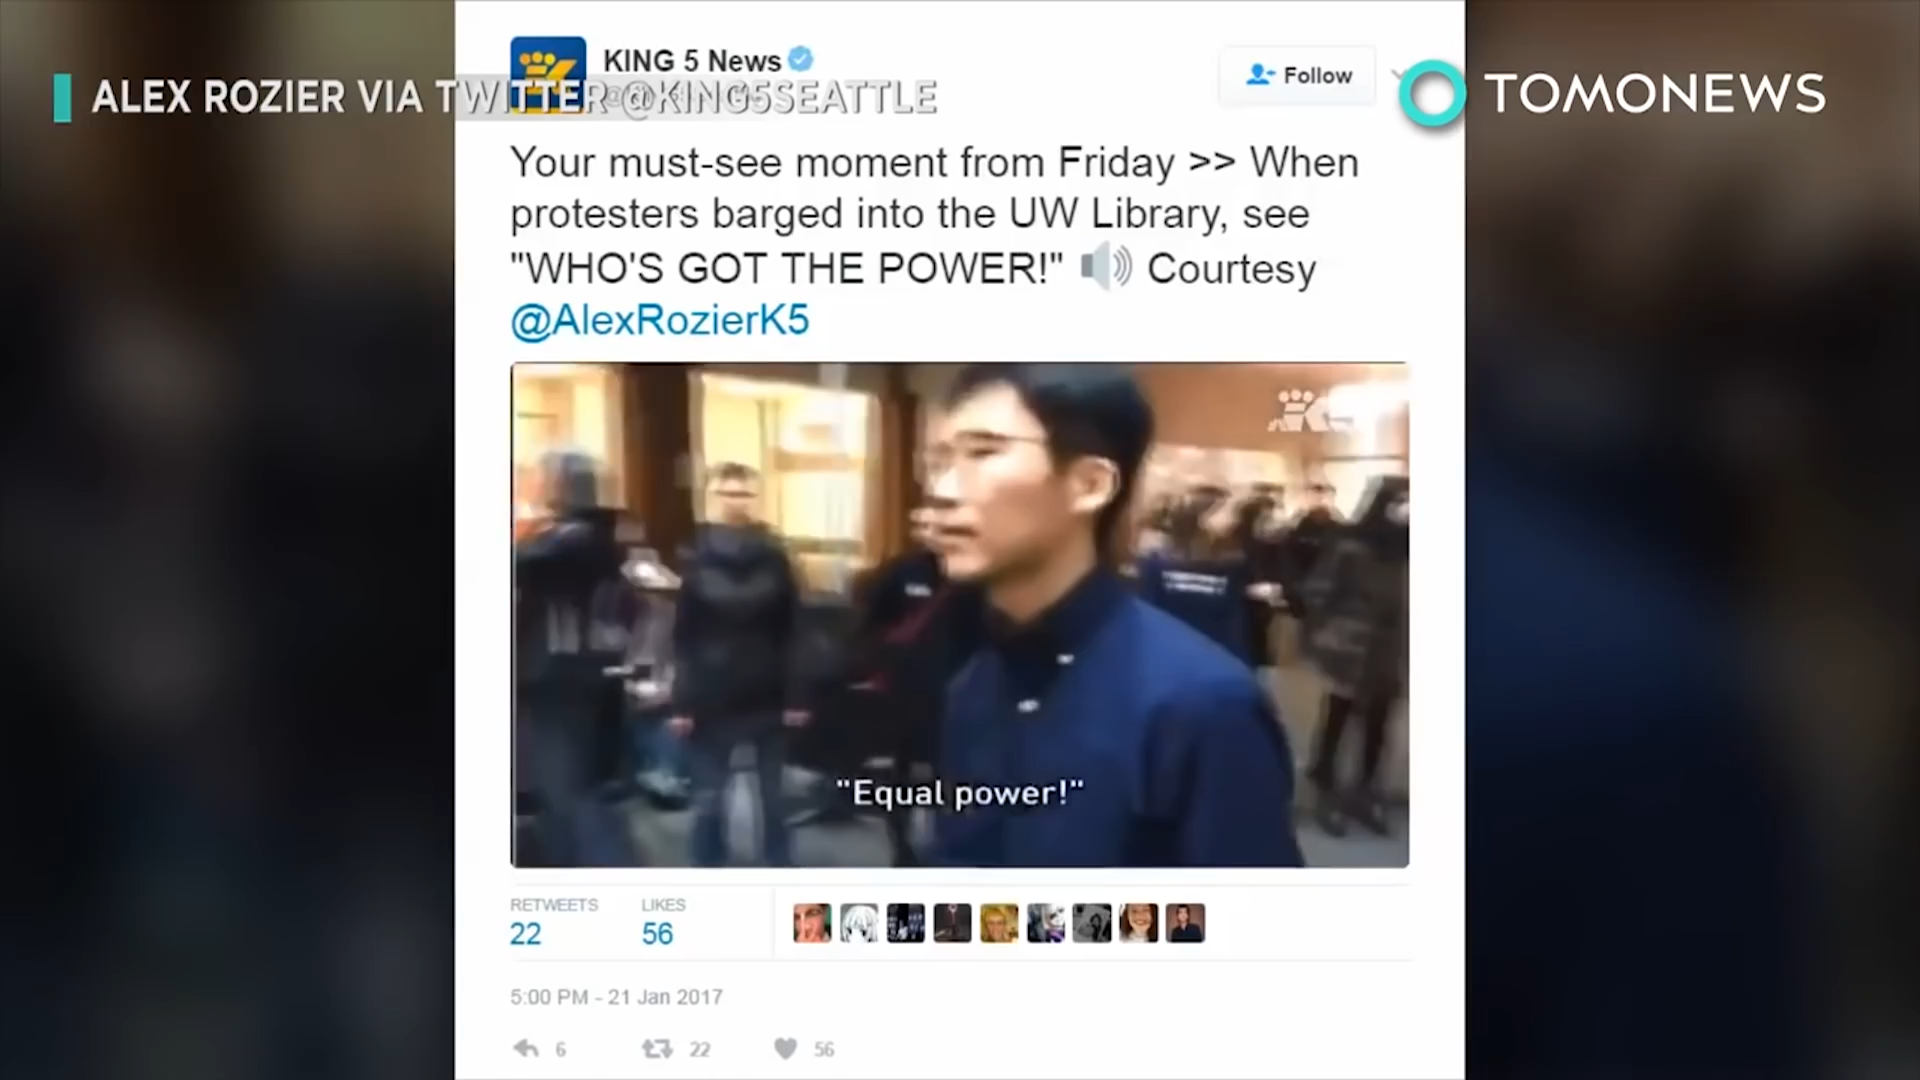 KING 5 News
ALEX ROZIER VIA TWITTER @KING5SEATTLE
Follow
TOMONEWS
Your must-see moment from Friday >> When
protesters barged into the UW Library, see
"WHO'S GOT THE POWER!" 🔊 Courtesy
@AlexRozierK5
"Equal power!"
RETWEETS
22
LIKES
56
5:00 PM - 21 Jan 2017
6
22
56